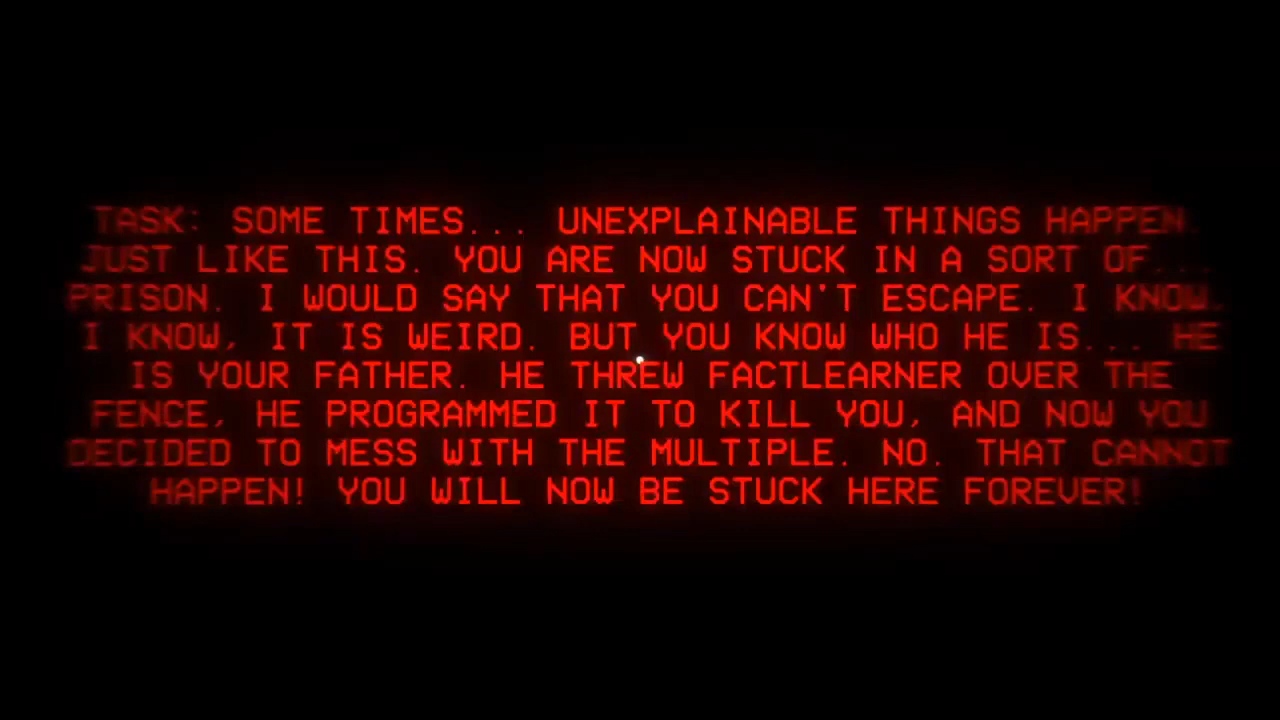 TASK: SOME TIMES... UNEXPLAINABLE THINGS HAPPEN.
JUST LIKE THIS. YOU ARE NOW STUCK IN A SORT OF...
PRISON. I WOULD SAY THAT YOU CAN'T ESCAPE. I KNOW.
I KNOW, IT IS WEIRD. BUT YOU KNOW WHO HE IS... HE
IS YOUR FATHER. HE THREW FACTLEARNER OVER THE
FENCE, HE PROGRAMMED IT TO KILL YOU, AND NOW YOU
DECIDED TO MESS WITH THE MULTIPLE. NO. THAT CANNOT
HAPPEN! YOU WILL NOW BE STUCK HERE FOREVER!